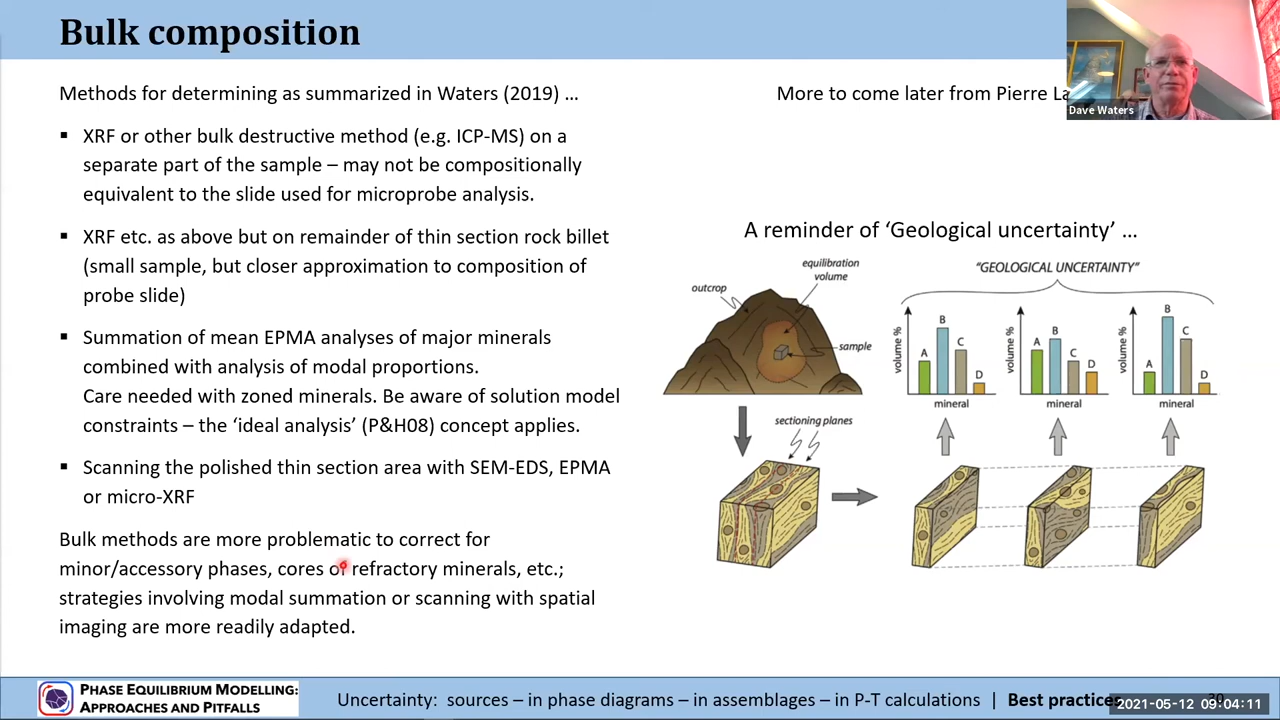 Bulk composition
Methods for determining as summarized in Waters (2019) …
▪ XRF or other bulk destructive method (e.g. ICP-MS) on a
separate part of the sample – may not be compositionally
equivalent to the slide used for microprobe analysis.
▪ XRF etc. as above but on remainder of thin section rock billet
(small sample, but closer approximation to composition of
probe slide)
▪ Summation of mean EPMA analyses of major minerals
combined with analysis of modal proportions.
Care needed with zoned minerals. Be aware of solution model
constraints – the ‘ideal analysis’ (P&H08) concept applies.
▪ Scanning the polished thin section area with SEM-EDS, EPMA
or micro-XRF
Bulk methods are more problematic to correct for
minor/accessory phases, cores of refractory minerals, etc.;
strategies involving modal summation or scanning with spatial
imaging are more readily adapted.
More to come later from Pierre La
Dave Waters
A reminder of ‘Geological uncertainty’ …
equilibration
volume
outcrop
sample
sectioning planes
"GEOLOGICAL UNCERTAINTY"
volume %
A
B
C
D
mineral
volume %
A
B
C
D
mineral
volume %
A
B
C
D
mineral
PHASE EQUILIBRIUM MODELLING:
APPROACHES AND PITFALLS
Uncertainty: sources – in phase diagrams – in assemblages – in P-T calculations | Best practices
2021-05-12 09:04:11